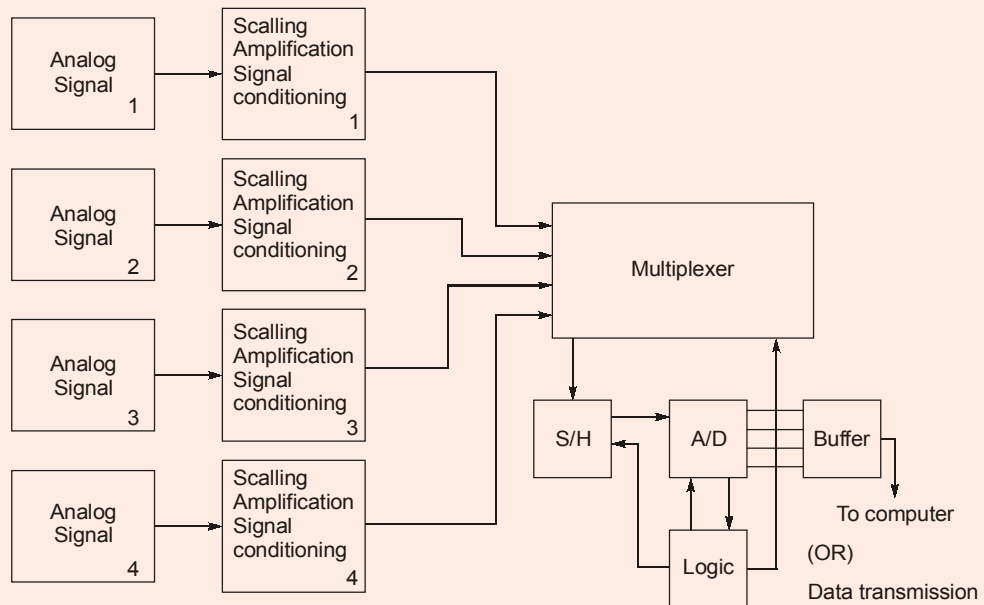 Analog
Signal
1
Scalling
Amplification
Signal
conditioning
1
Analog
Signal
2
Scalling
Amplification
Signal
conditioning
2
Analog
Signal
3
Scalling
Amplification
Signal
conditioning
3
Analog
Signal
4
Scalling
Amplification
Signal
conditioning
4
Multiplexer
S/H
A/D
Buffer
Logic
To computer
(OR)
Data transmission